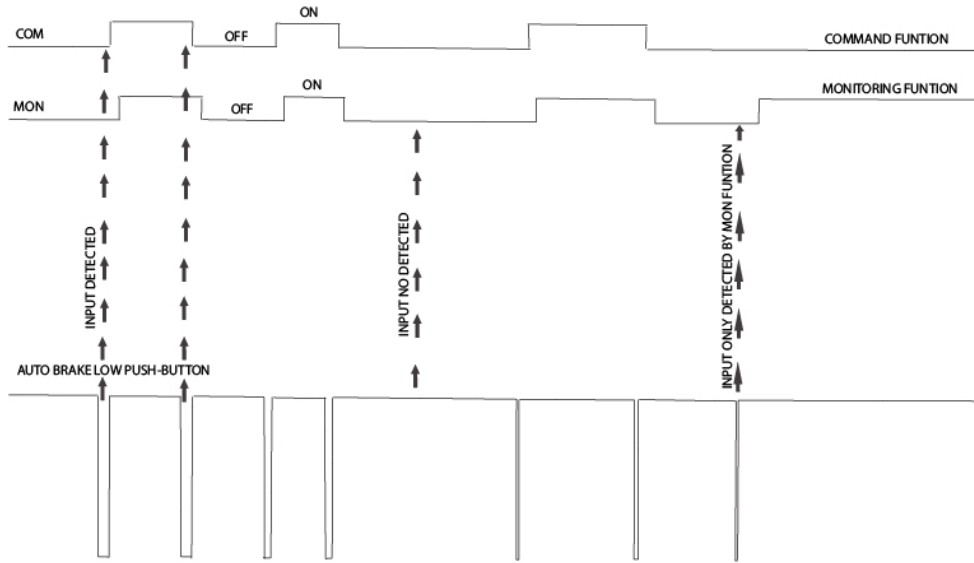 ON
COM
OFF
COMMAND FUNTION
ON
MON
OFF
MONITORING FUNTION
INPUT DETECTED
INPUT NO DETECTED
INPUT ONLY DETECTED BY MON FUNTION
AUTO BRAKE LOW PUSH-BUTTON